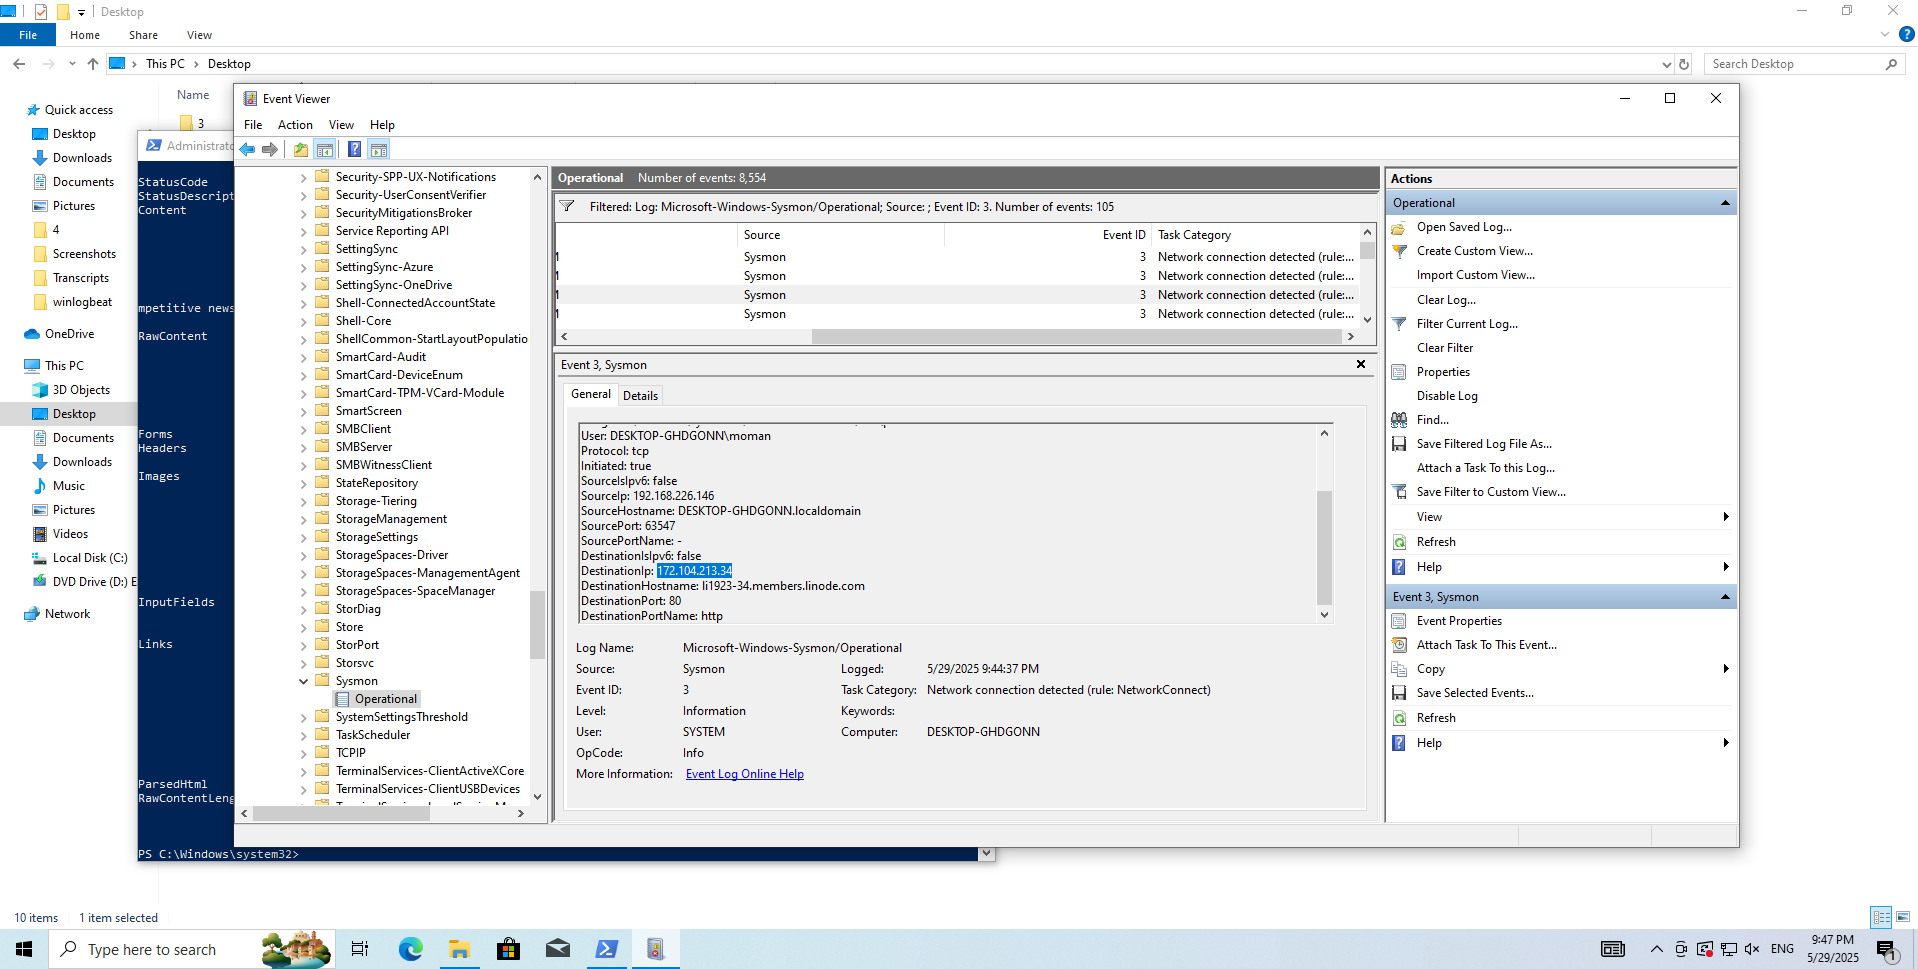 Desktop
File Home Share View
This PC Desktop
Search Desktop
Name
3
Quick access
Desktop
Downloads
Documents
Pictures
4
Screenshots
Transcripts
winlogbeat
OneDrive
This PC
3D Objects
Desktop
Documents
Downloads
Music
Pictures
Videos
Local Disk (C:)
DVD Drive (D:) E
Network
Administrato
StatusCode
StatusDescript
Content
mpetitive news
RawContent
Forms
Headers
Images
InputFields
Links
ParsedHtml
RawContentLeng
PS C:\Windows\system32>
Event Viewer
File Action View Help
Security-SPP-UX-Notifications
Security-UserConsentVerifier
SecurityMitigationsBroker
Service Reporting API
SettingSync
SettingSync-Azure
SettingSync-OneDrive
Shell-ConnectedAccountState
Shell-Core
ShellCommon-StartLayoutPopulatio
SmartCard-Audit
SmartCard-DeviceEnum
SmartCard-TPM-VCard-Module
SmartScreen
SMBClient
SMBServer
SMBWitnessClient
StateRepository
Storage-Tiering
StorageManagement
StorageSettings
StorageSpaces-Driver
StorageSpaces-ManagementAgent
StorageSpaces-SpaceManager
StorDiag
Store
StorPort
Storsvc
Sysmon
Operational
SystemSettingsThreshold
TaskScheduler
TCPIP
TerminalServices-ClientActiveXCore
TerminalServices-ClientUSBDevices
Operational Number of events: 8,554
Filtered: Log: Microsoft-Windows-Sysmon/Operational; Source: ; Event ID: 3. Number of events: 105
Source Event ID Task Category
Sysmon 3 Network connection detected (rule:...
Sysmon 3 Network connection detected (rule:...
Sysmon 3 Network connection detected (rule:...
Sysmon 3 Network connection detected (rule:...
Event 3, Sysmon
General Details
User: DESKTOP-GHDGONN\moman
Protocol: tcp
Initiated: true
SourceIsIpv6: false
SourceIp: 192.168.226.146
SourceHostname: DESKTOP-GHDGONN.localdomain
SourcePort: 63547
SourcePortName: -
DestinationIsIpv6: false
DestinationIp: 172.104.213.34
DestinationHostname: li1923-34.members.linode.com
DestinationPort: 80
DestinationPortName: http
Log Name: Microsoft-Windows-Sysmon/Operational
Source: Sysmon Logged: 5/29/2025 9:44:37 PM
Event ID: 3 Task Category: Network connection detected (rule: NetworkConnect)
Level: Information Keywords:
User: SYSTEM Computer: DESKTOP-GHDGONN
OpCode: Info
More Information: Event Log Online Help
Actions
Operational
Open Saved Log...
Create Custom View...
Import Custom View...
Clear Log...
Filter Current Log...
Clear Filter
Properties
Disable Log
Find...
Save Filtered Log File As...
Attach a Task To this Log...
Save Filter to Custom View...
View
Refresh
Help
Event 3, Sysmon
Event Properties
Attach Task To This Event...
Copy
Save Selected Events...
Refresh
Help
10 items 1 item selected
Type here to search
ENG
9:47 PM
5/29/2025
1